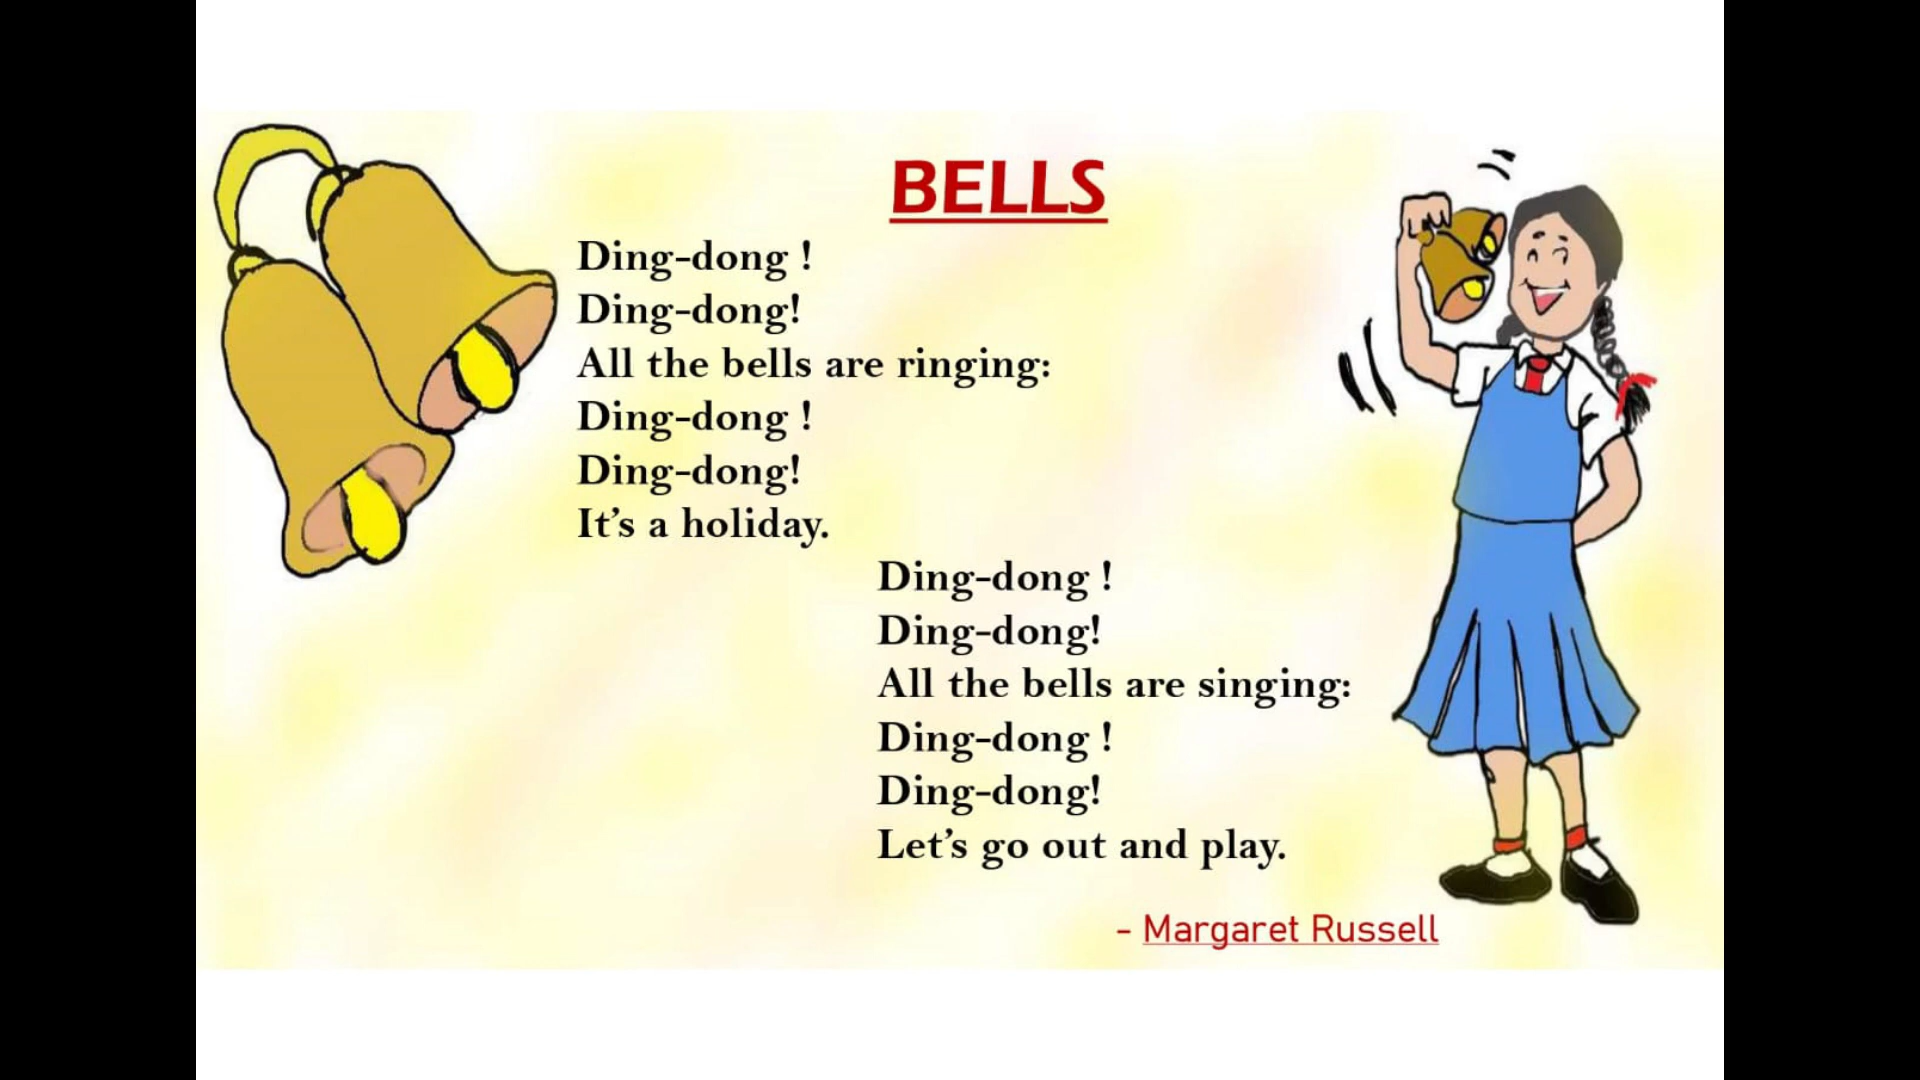 BELLS
Ding-dong !
Ding-dong!
All the bells are ringing:
Ding-dong !
Ding-dong!
It's a holiday.
Ding-dong !
Ding-dong!
All the bells are singing:
Ding-dong !
Ding-dong!
Let's go out and play.
- Margaret Russell